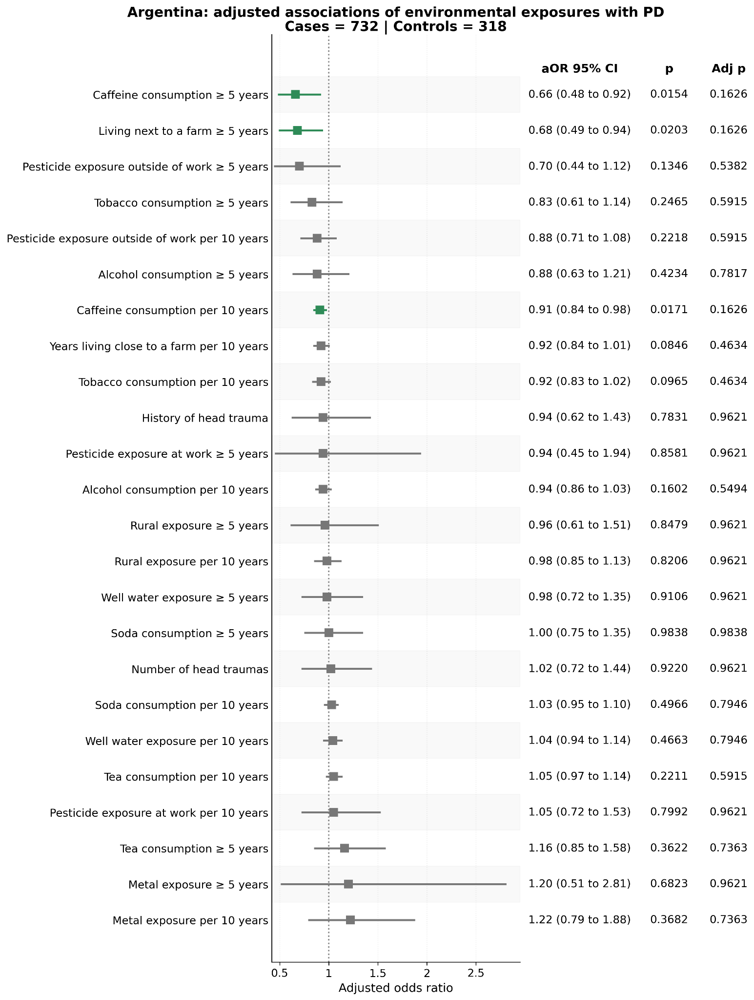 Argentina: adjusted associations of environmental exposures with PD
Cases = 732 | Controls = 318
aOR 95% CI p Adj p
Caffeine consumption ≥ 5 years 0.66 (0.48 to 0.92) 0.0154 0.1626
Living next to a farm ≥ 5 years 0.68 (0.49 to 0.94) 0.0203 0.1626
Pesticide exposure outside of work ≥ 5 years 0.70 (0.44 to 1.12) 0.1346 0.5382
Tobacco consumption ≥ 5 years 0.83 (0.61 to 1.14) 0.2465 0.5915
Pesticide exposure outside of work per 10 years 0.88 (0.71 to 1.08) 0.2218 0.5915
Alcohol consumption ≥ 5 years 0.88 (0.63 to 1.21) 0.4234 0.7817
Caffeine consumption per 10 years 0.91 (0.84 to 0.98) 0.0171 0.1626
Years living close to a farm per 10 years 0.92 (0.84 to 1.01) 0.0846 0.4634
Tobacco consumption per 10 years 0.92 (0.83 to 1.02) 0.0965 0.4634
History of head trauma 0.94 (0.62 to 1.43) 0.7831 0.9621
Pesticide exposure at work ≥ 5 years 0.94 (0.45 to 1.94) 0.8581 0.9621
Alcohol consumption per 10 years 0.94 (0.86 to 1.03) 0.1602 0.5494
Rural exposure ≥ 5 years 0.96 (0.61 to 1.51) 0.8479 0.9621
Rural exposure per 10 years 0.98 (0.85 to 1.13) 0.8206 0.9621
Well water exposure ≥ 5 years 0.98 (0.72 to 1.35) 0.9106 0.9621
Soda consumption ≥ 5 years 1.00 (0.75 to 1.35) 0.9838 0.9838
Number of head traumas 1.02 (0.72 to 1.44) 0.9220 0.9621
Soda consumption per 10 years 1.03 (0.95 to 1.10) 0.4966 0.7946
Well water exposure per 10 years 1.04 (0.94 to 1.14) 0.4663 0.7946
Tea consumption per 10 years 1.05 (0.97 to 1.14) 0.2211 0.5915
Pesticide exposure at work per 10 years 1.05 (0.72 to 1.53) 0.7992 0.9621
Tea consumption ≥ 5 years 1.16 (0.85 to 1.58) 0.3622 0.7363
Metal exposure ≥ 5 years 1.20 (0.51 to 2.81) 0.6823 0.9621
Metal exposure per 10 years 1.22 (0.79 to 1.88) 0.3682 0.7363
0.5 1 1.5 2 2.5
Adjusted odds ratio